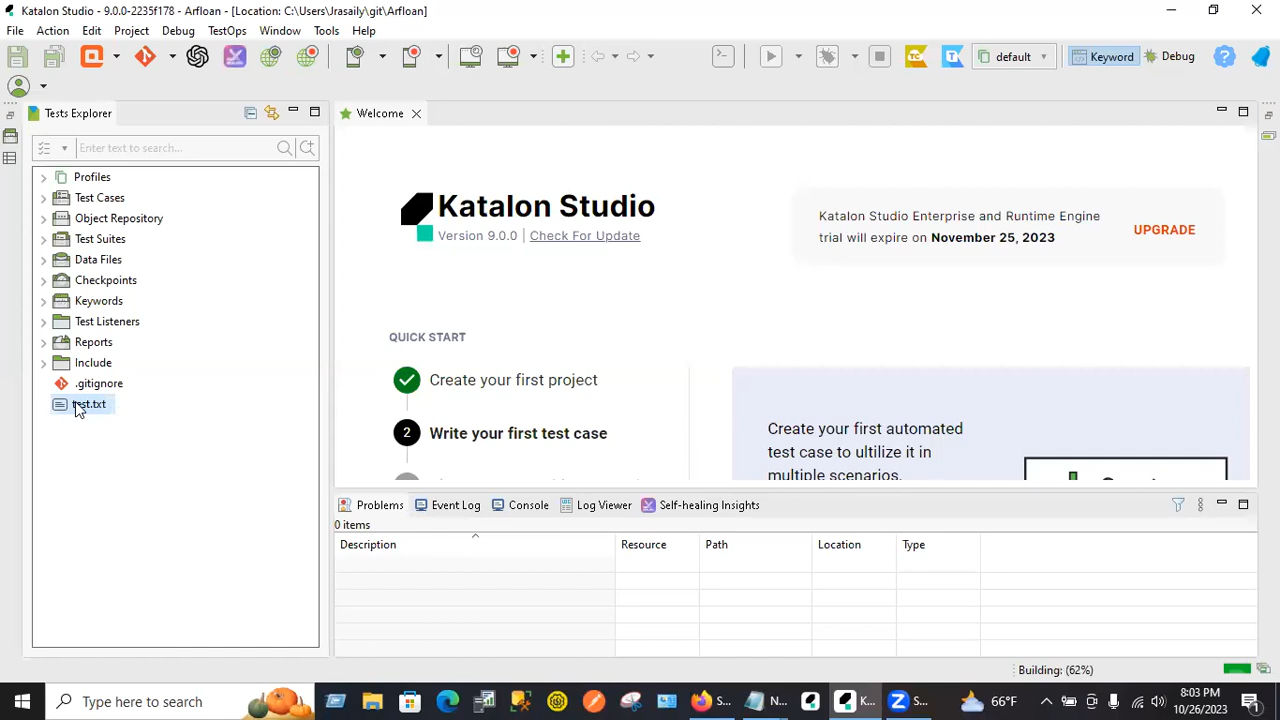 Katalon Studio - 9.0.0-2235f178 - Arfloan - [Location: C:\Users\Jrasaily\git\Arfloan]
File Action Edit Project Debug TestOps Window Tools Help
default Keyword Debug
Tests Explorer
Welcome
Enter text to search...
Profiles
Test Cases
Object Repository
Test Suites
Data Files
Checkpoints
Keywords
Test Listeners
Reports
Include
.gitignore
test.txt
Katalon Studio
Version 9.0.0 | Check For Update
Katalon Studio Enterprise and Runtime Engine
trial will expire on November 25, 2023
UPGRADE
QUICK START
Create your first project
2 Write your first test case
Create your first automated
test case to ultilize it in
multiple scenarios.
Problems Event Log Console Log Viewer Self-healing Insights
0 items
Description Resource Path Location Type
Building: (62%)
Type here to search
S... N... K... S...
66°F
8:03 PM
10/26/2023